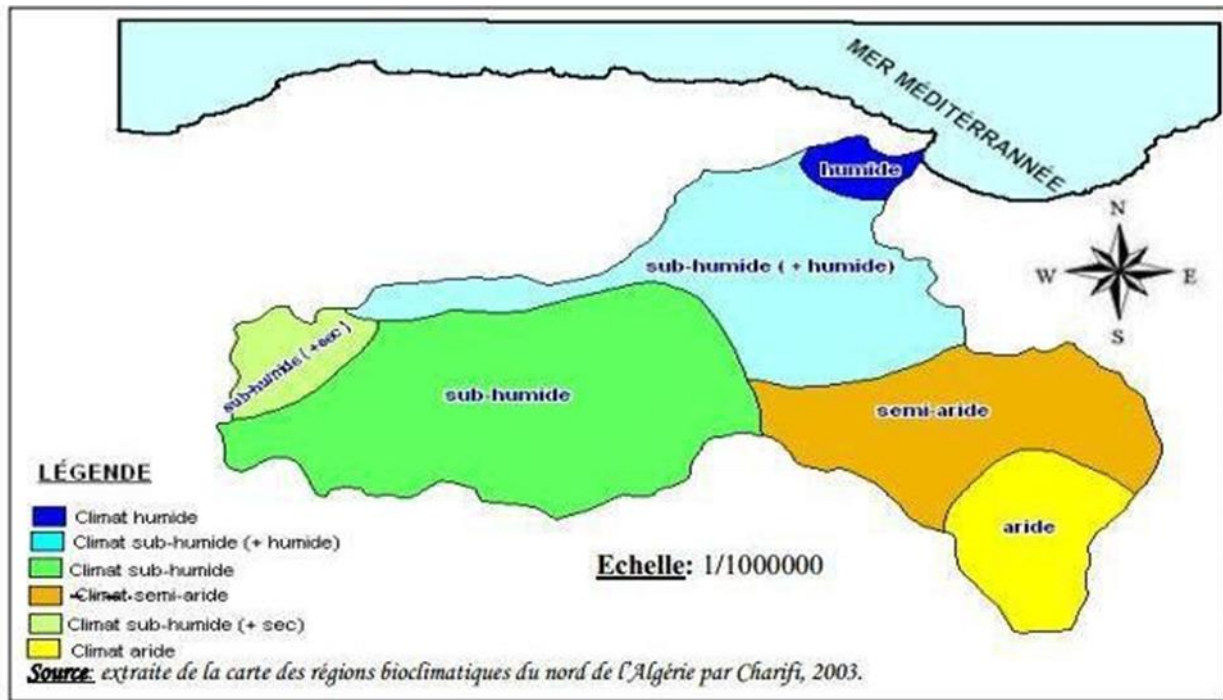 MER MÉDITÉRRANNÉE
humide
N
sub-humide ( + humide)
W
E
S
sub-humide (+sec )
sub-humide
semi-aride
LÉGENDE
aride
Climat humide
Climat sub-humide (+ humide)
Echelle: 1/1000000
Climat sub-humide
Climat semi-aride
Climat sub-humide (+ sec)
Climat aride
Source: extraite de la carte des régions bioclimatiques du nord de l'Algérie par Charifi, 2003.